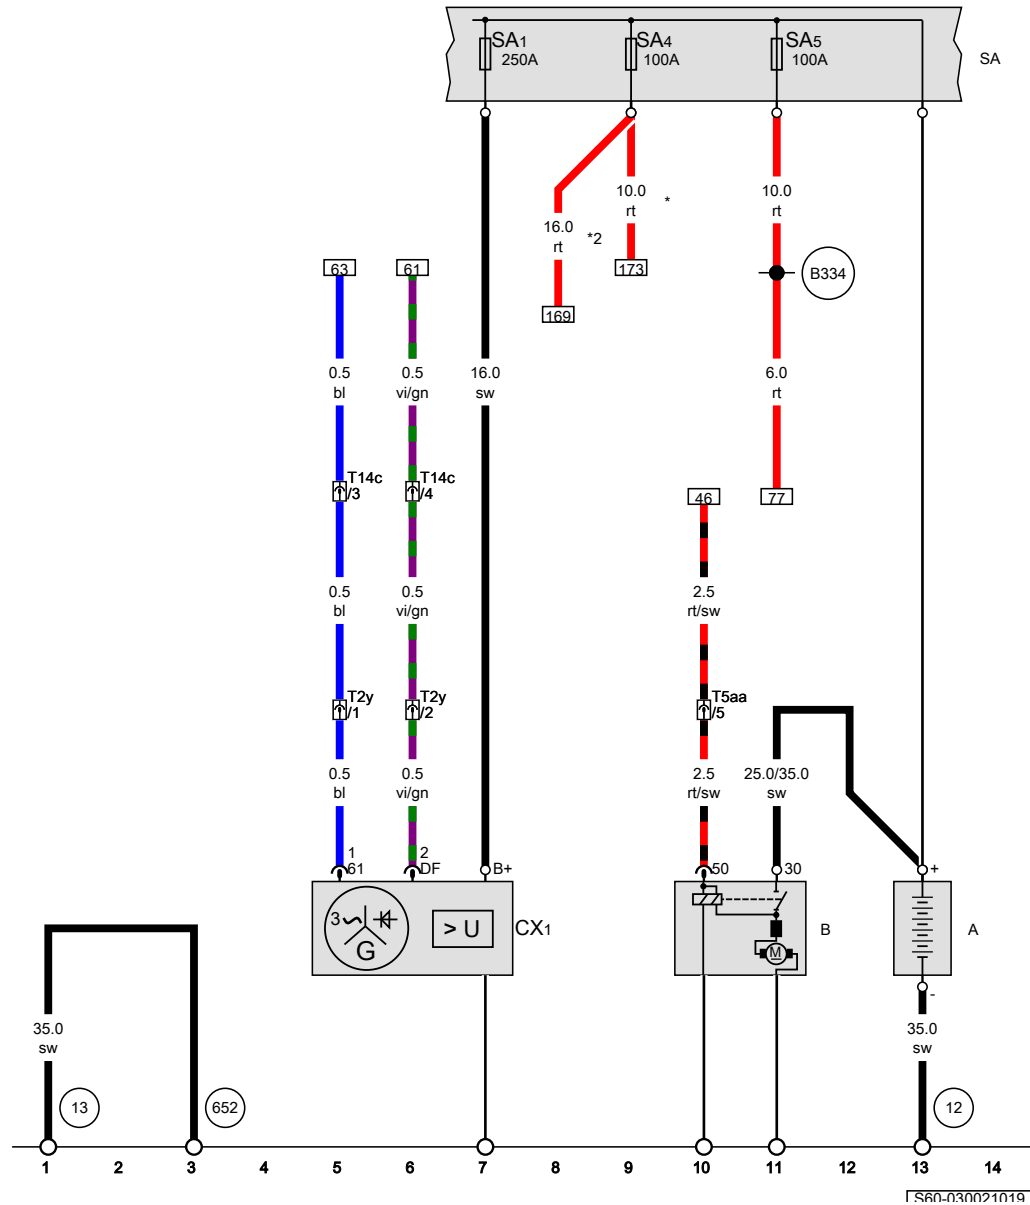 SA1
250A
SA4
100A
SA5
100A
SA
10.0
rt
*
16.0
rt
*2
10.0
rt
63
61
173
B334
169
0.5
bl
0.5
vi/gn
16.0
sw
6.0
rt
T14c
/3
T14c
/4
46
77
0.5
bl
0.5
vi/gn
2.5
rt/sw
T2y
/1
T2y
/2
T5aa
/5
0.5
bl
0.5
vi/gn
2.5
rt/sw
25.0/35.0
sw
1
61
2
DF
B+
50
30
+
3
G
> U
CX1
M
B
A
-
35.0
sw
35.0
sw
13
652
12
1 2 3 4 5 6 7 8 9 10 11 12 13 14
S60-030021019